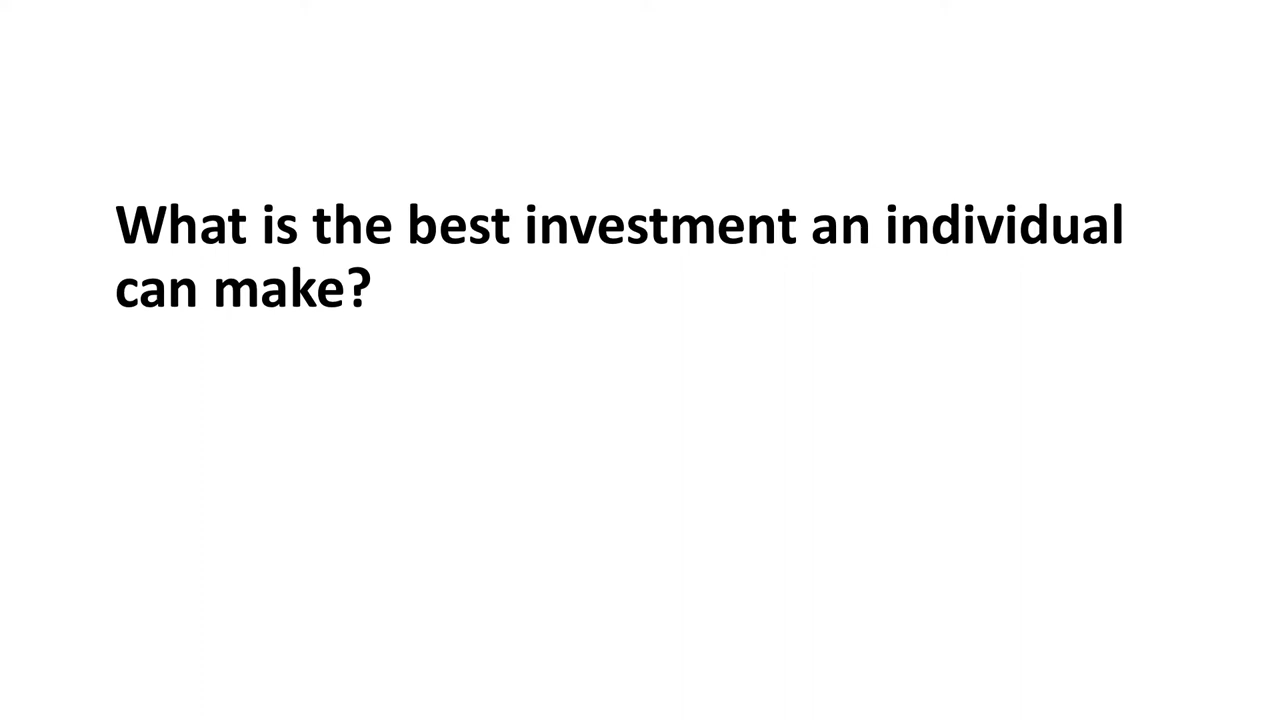 What is the best investment an individual
can make?